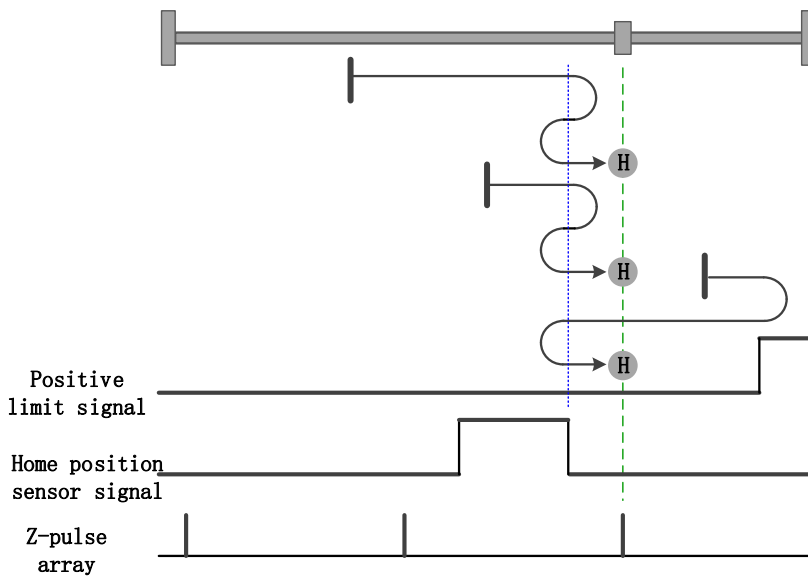 H
H
H
Positive
limit signal
Home position
sensor signal
Z-pulse
array